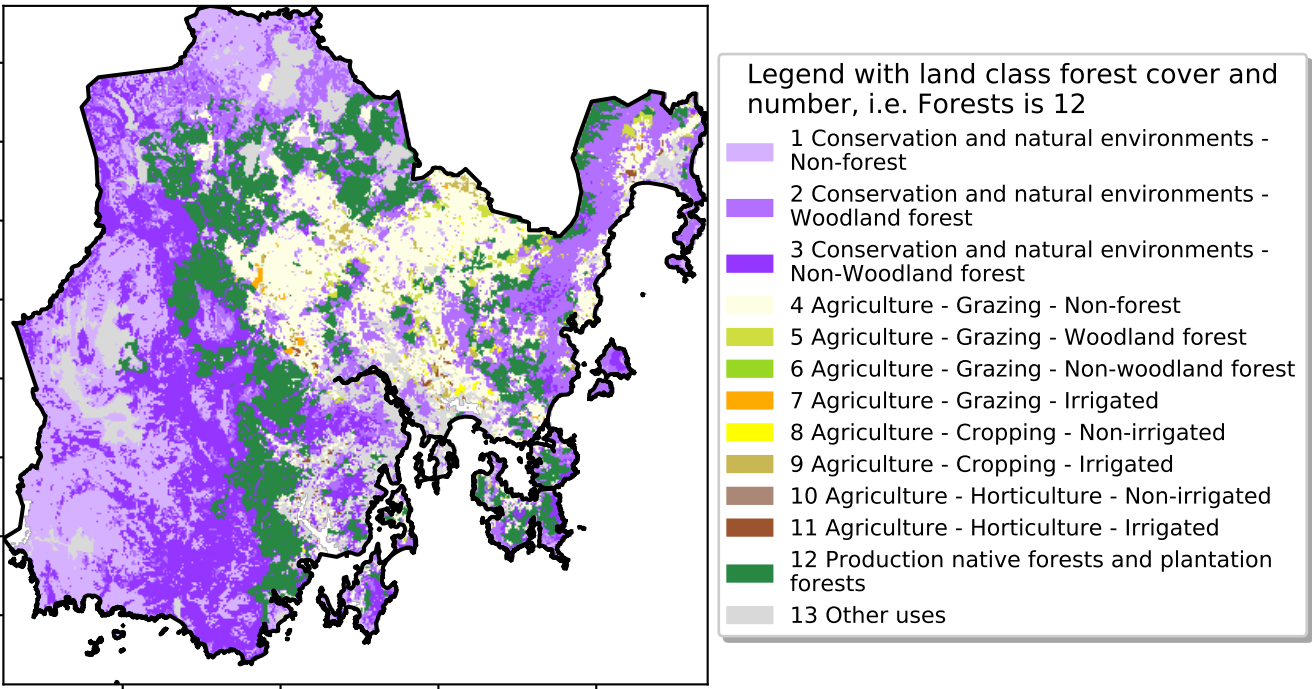 Legend with land class forest cover and
number, i.e. Forests is 12
1 Conservation and natural environments -
Non-forest
2 Conservation and natural environments -
Woodland forest
3 Conservation and natural environments -
Non-Woodland forest
4 Agriculture - Grazing - Non-forest
5 Agriculture - Grazing - Woodland forest
6 Agriculture - Grazing - Non-woodland forest
7 Agriculture - Grazing - Irrigated
8 Agriculture - Cropping - Non-irrigated
9 Agriculture - Cropping - Irrigated
10 Agriculture - Horticulture - Non-irrigated
11 Agriculture - Horticulture - Irrigated
12 Production native forests and plantation
forests
13 Other uses